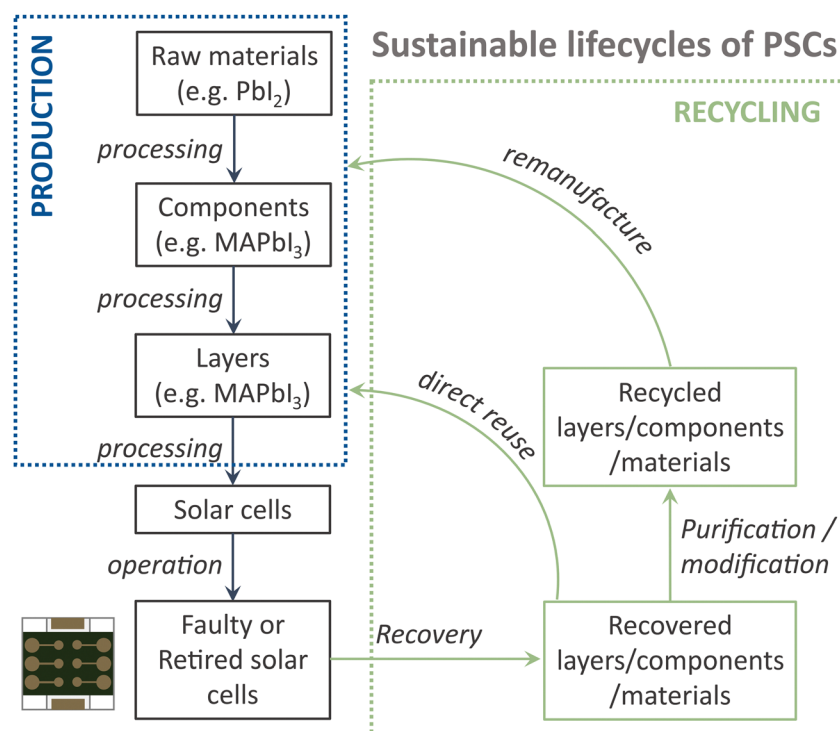 Sustainable lifecycles of PSCs
PRODUCTION
Raw materials
(e.g. PbI₂)
processing
Components
(e.g. MAPbI₃)
processing
Layers
(e.g. MAPbI₃)
processing
Solar cells
operation
Faulty or
Retired solar
cells
RECYCLING
remanufacture
direct reuse
Recycled
layers/components
/materials
Purification /
modification
Recovery
Recovered
layers/components
/materials